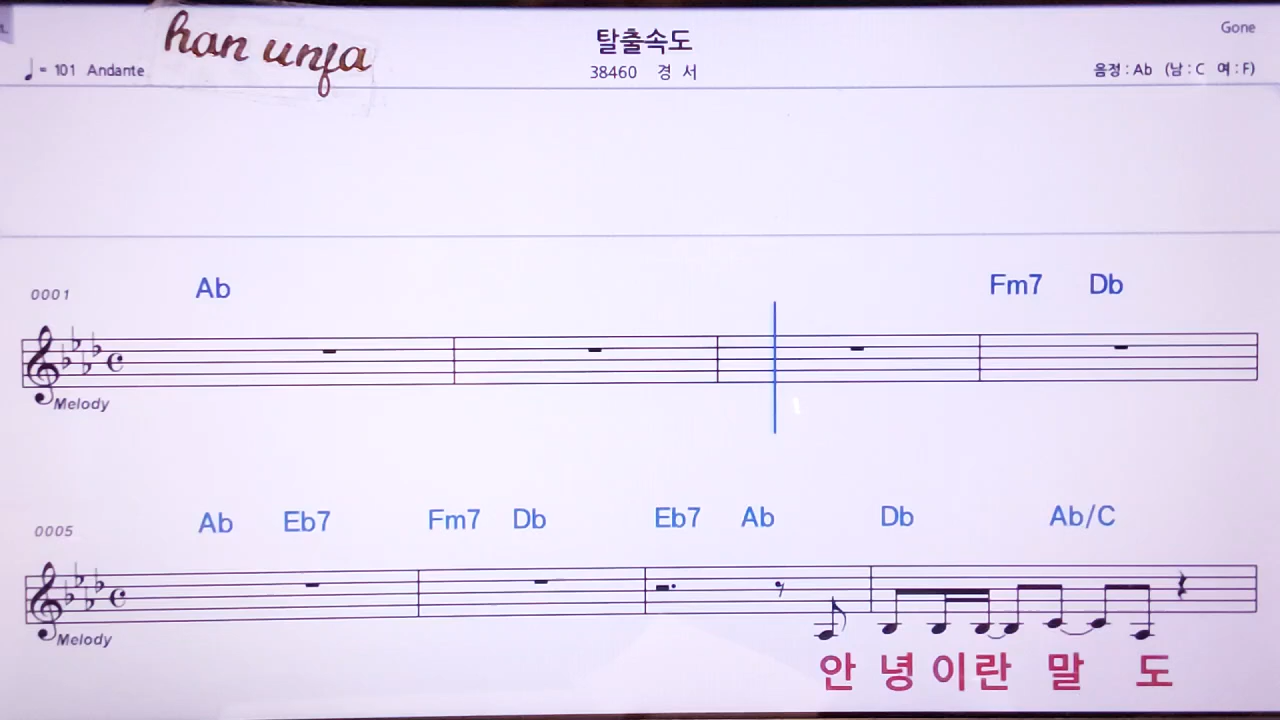 han unfa
탈출속도
Gone
♩= 101 Andante
38460 경 서
음정 : Ab (남 : C 여 : F)
0001 Ab Fm7 Db
Melody
0005 Ab Eb7 Fm7 Db Eb7 Ab Db Ab/C
Melody
안 녕 이 란 말 도